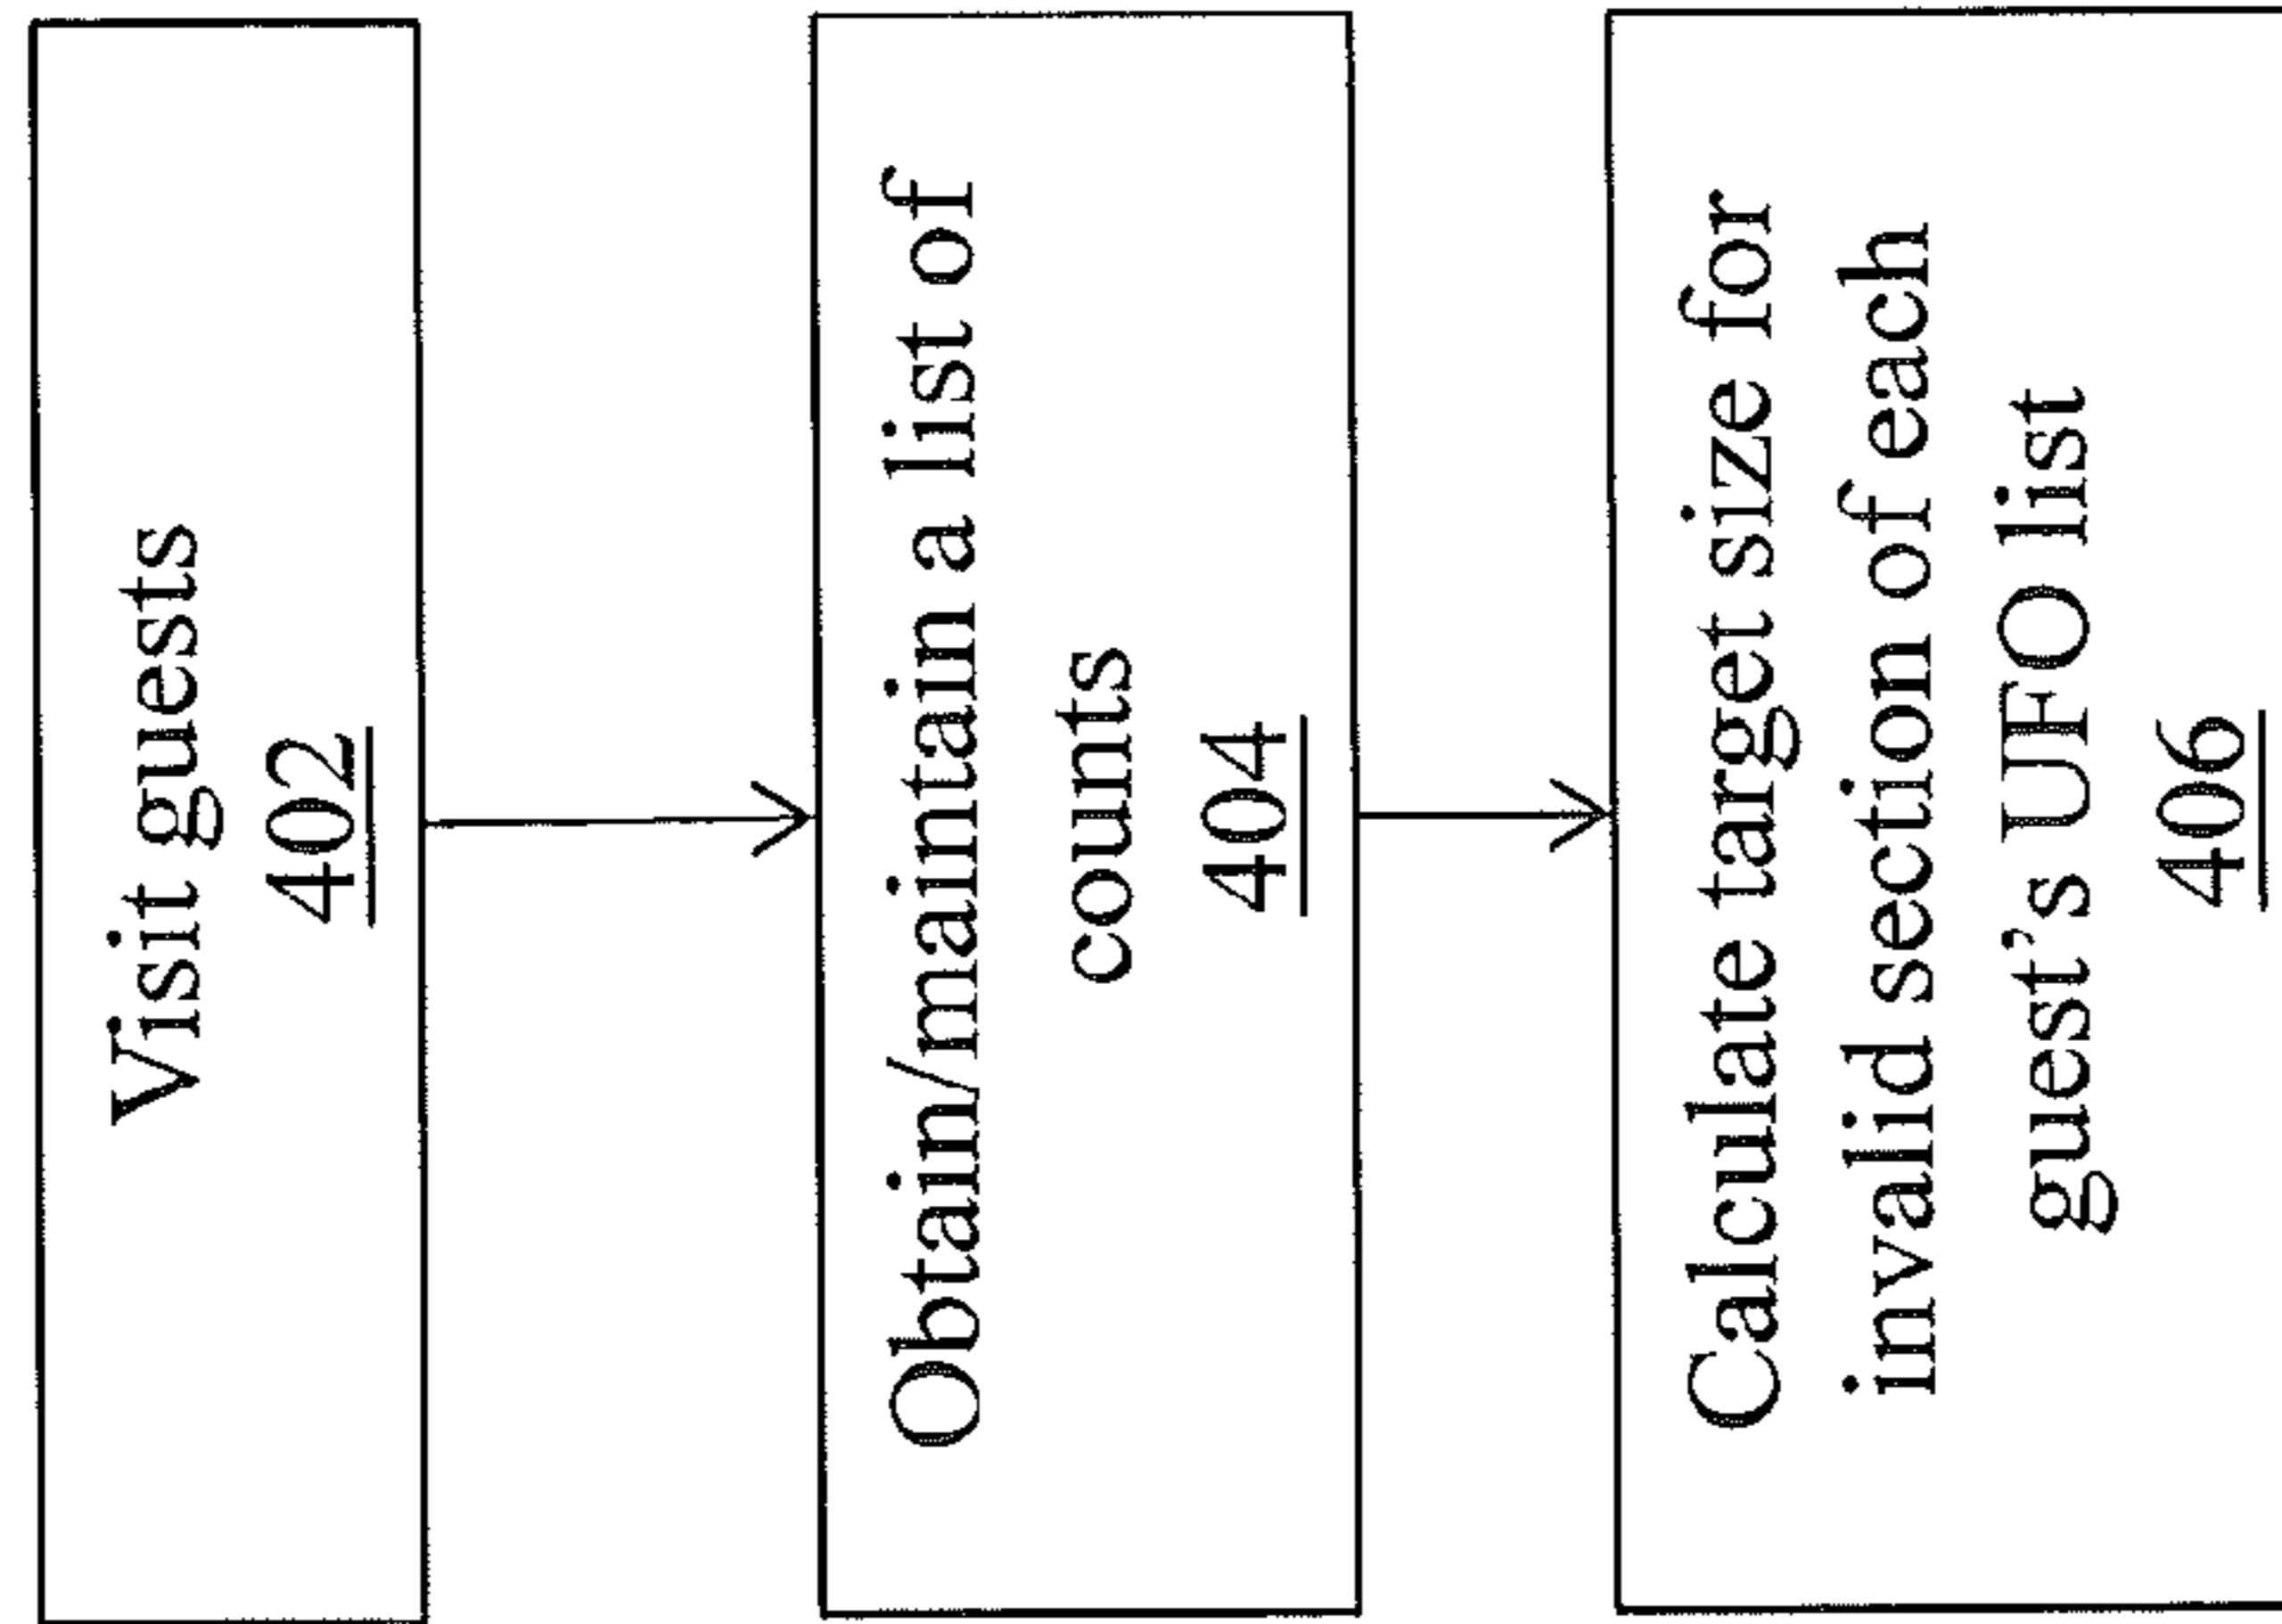 Visit guests
402
Obtain/maintain a list of
counts
404
Calculate target size for
invalid section of each
guest's UFO list
406